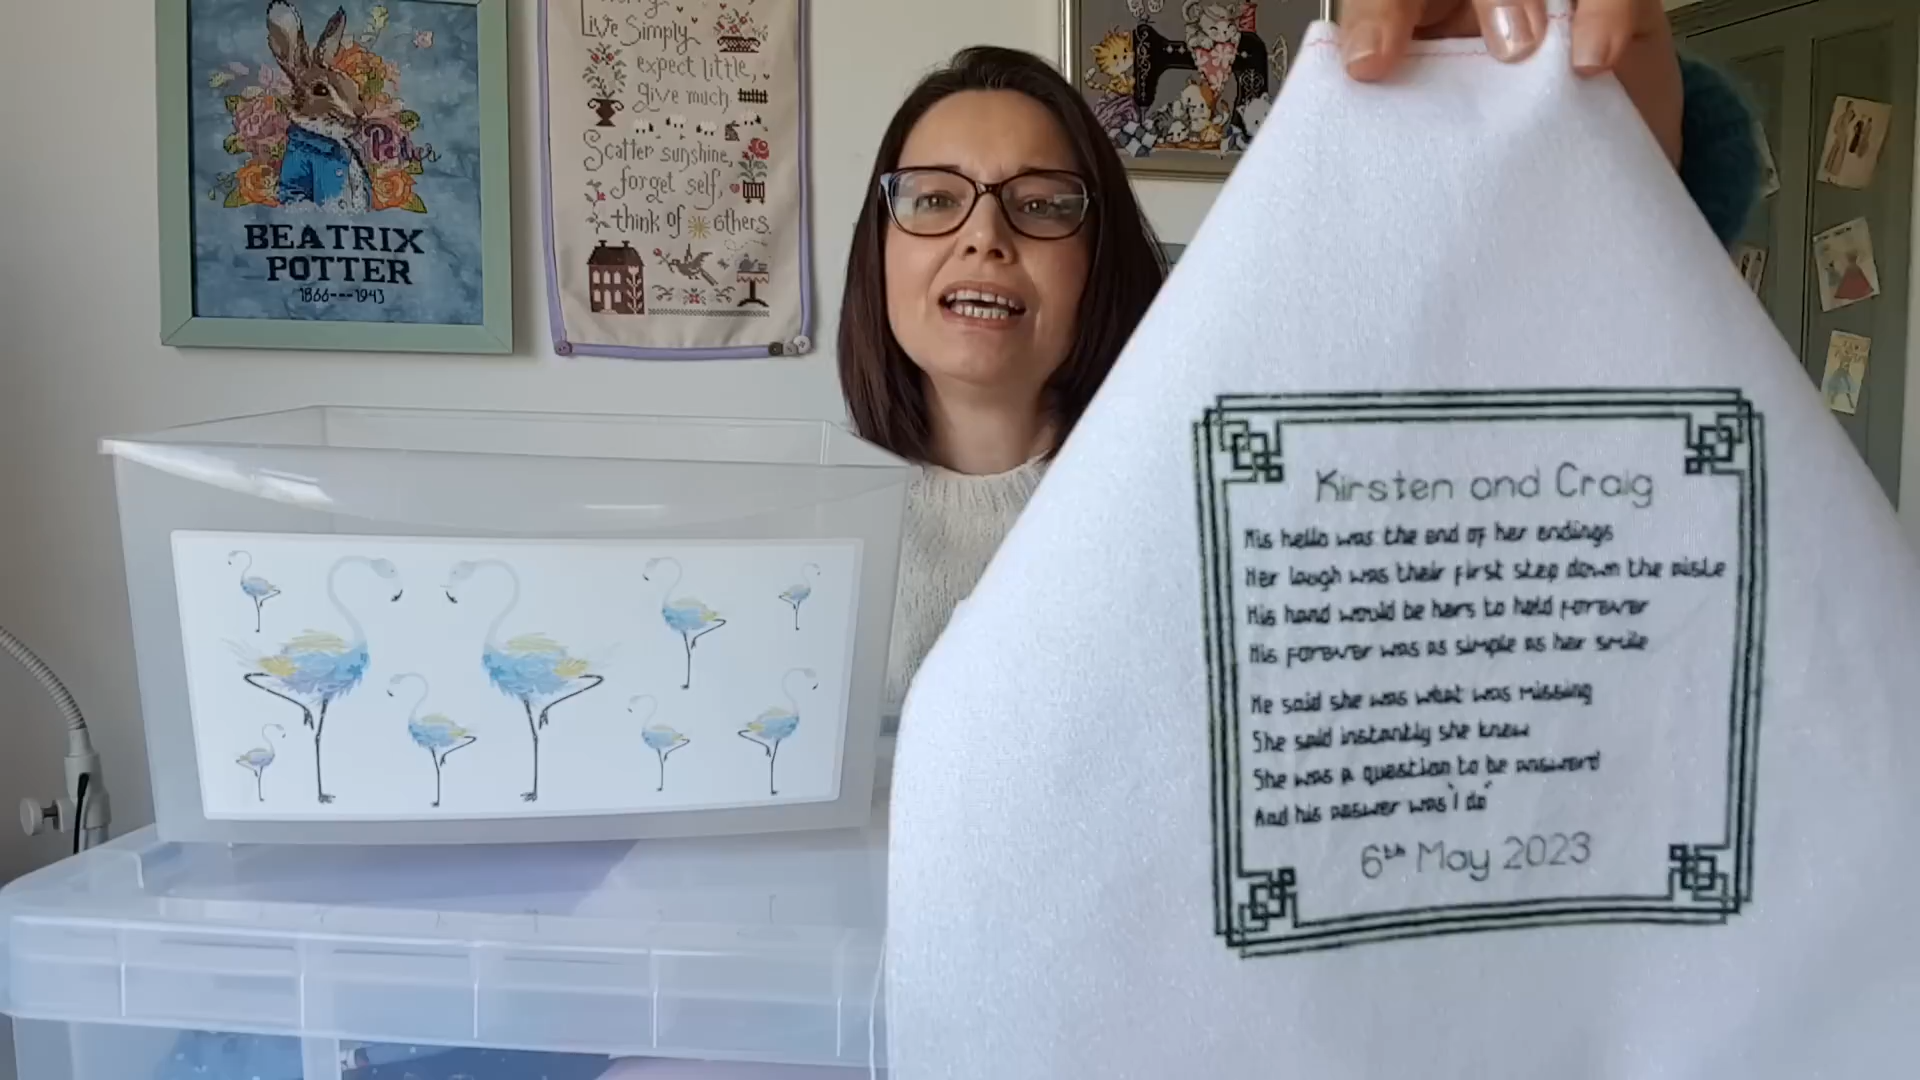 Peter
BEATRIX
POTTER
1866---1943
Live Simply,
expect little,
give much
Scatter sunshine,
forget self,
think of others.
Kirsten and Craig
His hello was the end of her endings
Her laugh was their first step down the aisle
His hand would be hers to hold forever
His forever was as simple as her smile
He said she was what was missing
She said instantly she knew
She was a question to be answerd
And his answer was 'I do'
6th May 2023